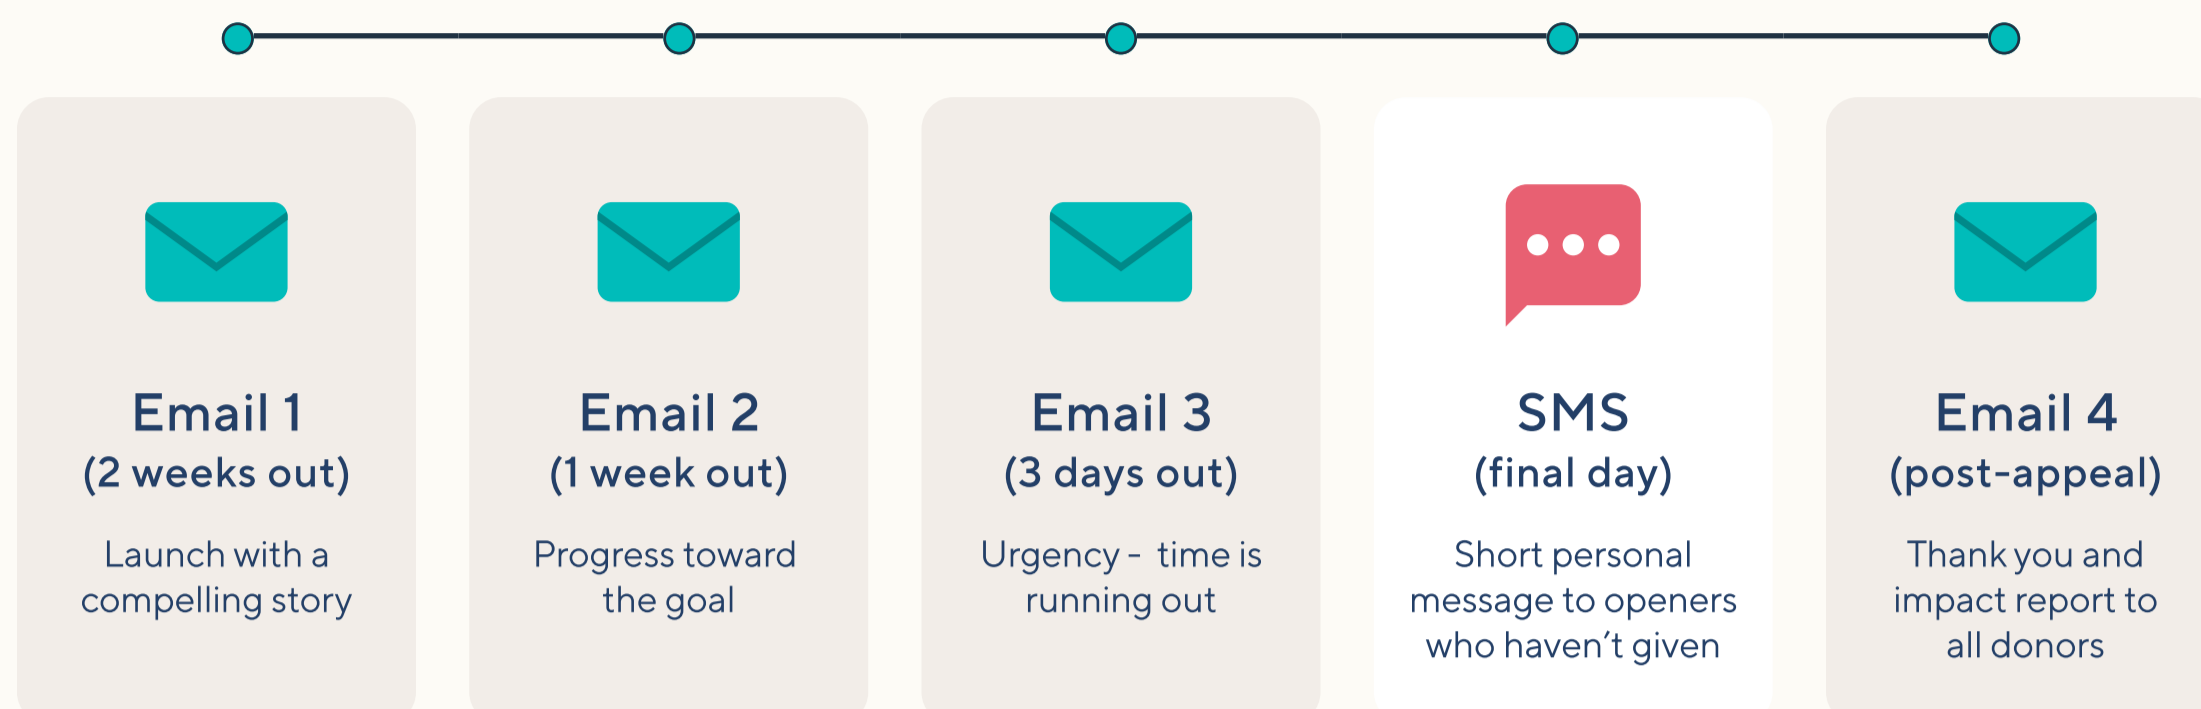 Email 1
(2 weeks out)
Launch with a
compelling story
Email 2
(1 week out)
Progress toward
the goal
Email 3
(3 days out)
Urgency -  time is
running out
SMS
(final day)
Short personal
message to openers
who haven’t given
Email 4
(post-appeal)
Thank you and
impact report to
all donors